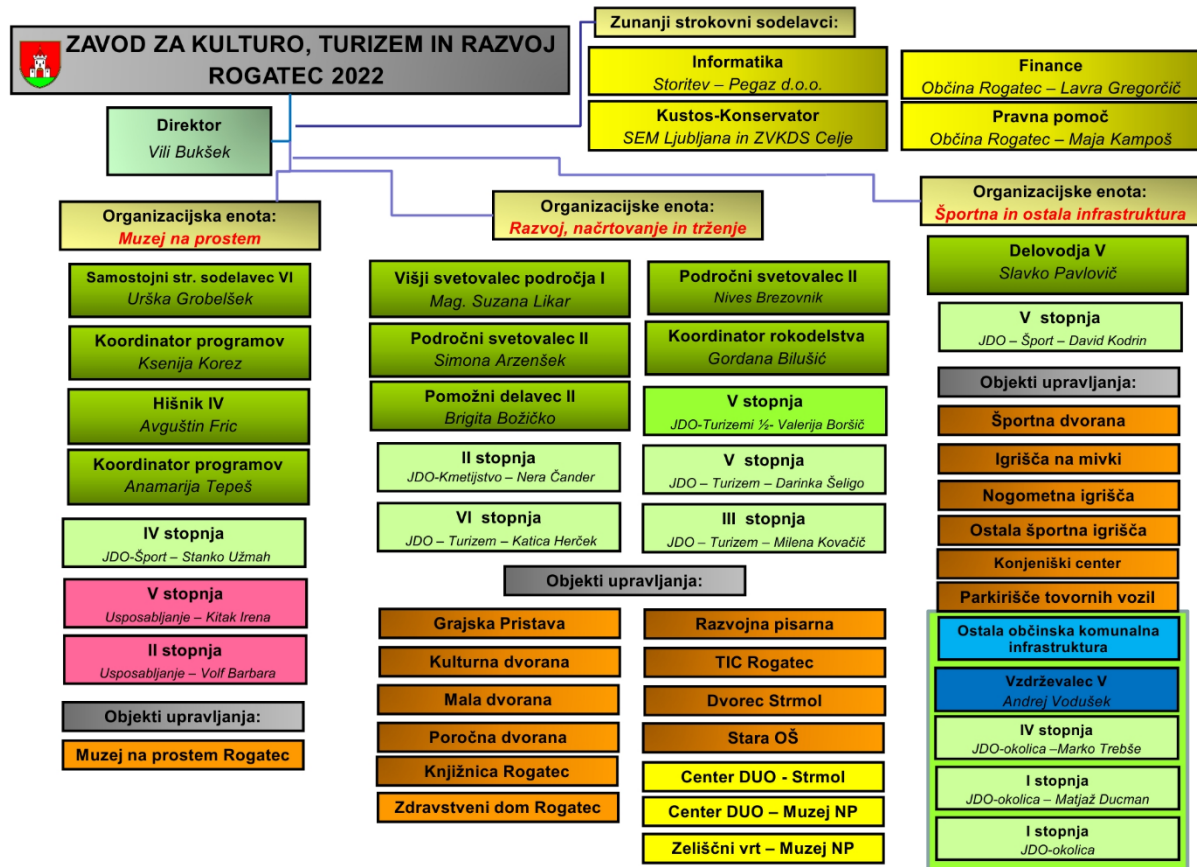 ZAVOD ZA KULTURO, TURIZEM IN RAZVOJ
ROGATEC 2022
Direktor
Vili Bukšek
Zunanji strokovni sodelavci:
Informatika
Storitev – Pegaz d.o.o.
Finance
Občina Rogatec – Lavra Gregorčič
Kustos-Konservator
SEM Ljubljana in ZVKDS Celje
Pravna pomoč
Občina Rogatec – Maja Kampoš
Organizacijska enota:
Muzej na prostem
Samostojni str. sodelavec VI
Urška Grobelšek
Koordinator programov
Ksenija Korez
Hišnik IV
Avguštin Fric
Koordinator programov
Anamarija Tepeš
IV stopnja
JDO-Šport – Stanko Užmah
V stopnja
Usposabljanje – Kitak Irena
II stopnja
Usposabljanje – Volf Barbara
Objekti upravljanja:
Muzej na prostem Rogatec
Organizacijske enota:
Razvoj, načrtovanje in trženje
Višji svetovalec področja I
Mag. Suzana Likar
Področni svetovalec II
Simona Arzenšek
Pomožni delavec II
Brigita Božičko
II stopnja
JDO-Kmetijstvo – Nera Čander
VI  stopnja
JDO – Turizem – Katica Herček
Področni svetovalec II
Nives Brezovnik
Koordinator rokodelstva
Gordana Bilušić
V stopnja
JDO-Turizemi ½- Valerija Boršič
V  stopnja
JDO – Turizem – Darinka Šeligo
III  stopnja
JDO – Turizem – Milena Kovačič
Objekti upravljanja:
Grajska Pristava
Kulturna dvorana
Mala dvorana
Poročna dvorana
Knjižnica Rogatec
Zdravstveni dom Rogatec
Razvojna pisarna
TIC Rogatec
Dvorec Strmol
Stara OŠ
Center DUO - Strmol
Center DUO – Muzej NP
Zeliščni vrt – Muzej NP
Organizacijske enota:
Športna in ostala infrastruktura
Delovodja V
Slavko Pavlovič
V  stopnja
JDO – Šport – David Kodrin
Objekti upravljanja:
Športna dvorana
Igrišča na mivki
Nogometna igrišča
Ostala športna igrišča
Konjeniški center
Parkirišče tovornih vozil
Ostala občinska komunalna
infrastruktura
Vzdrževalec V
Andrej Vodušek
IV stopnja
JDO-okolica –Marko Trebše
I stopnja
JDO-okolica – Matjaž Ducman
I stopnja
JDO-okolica